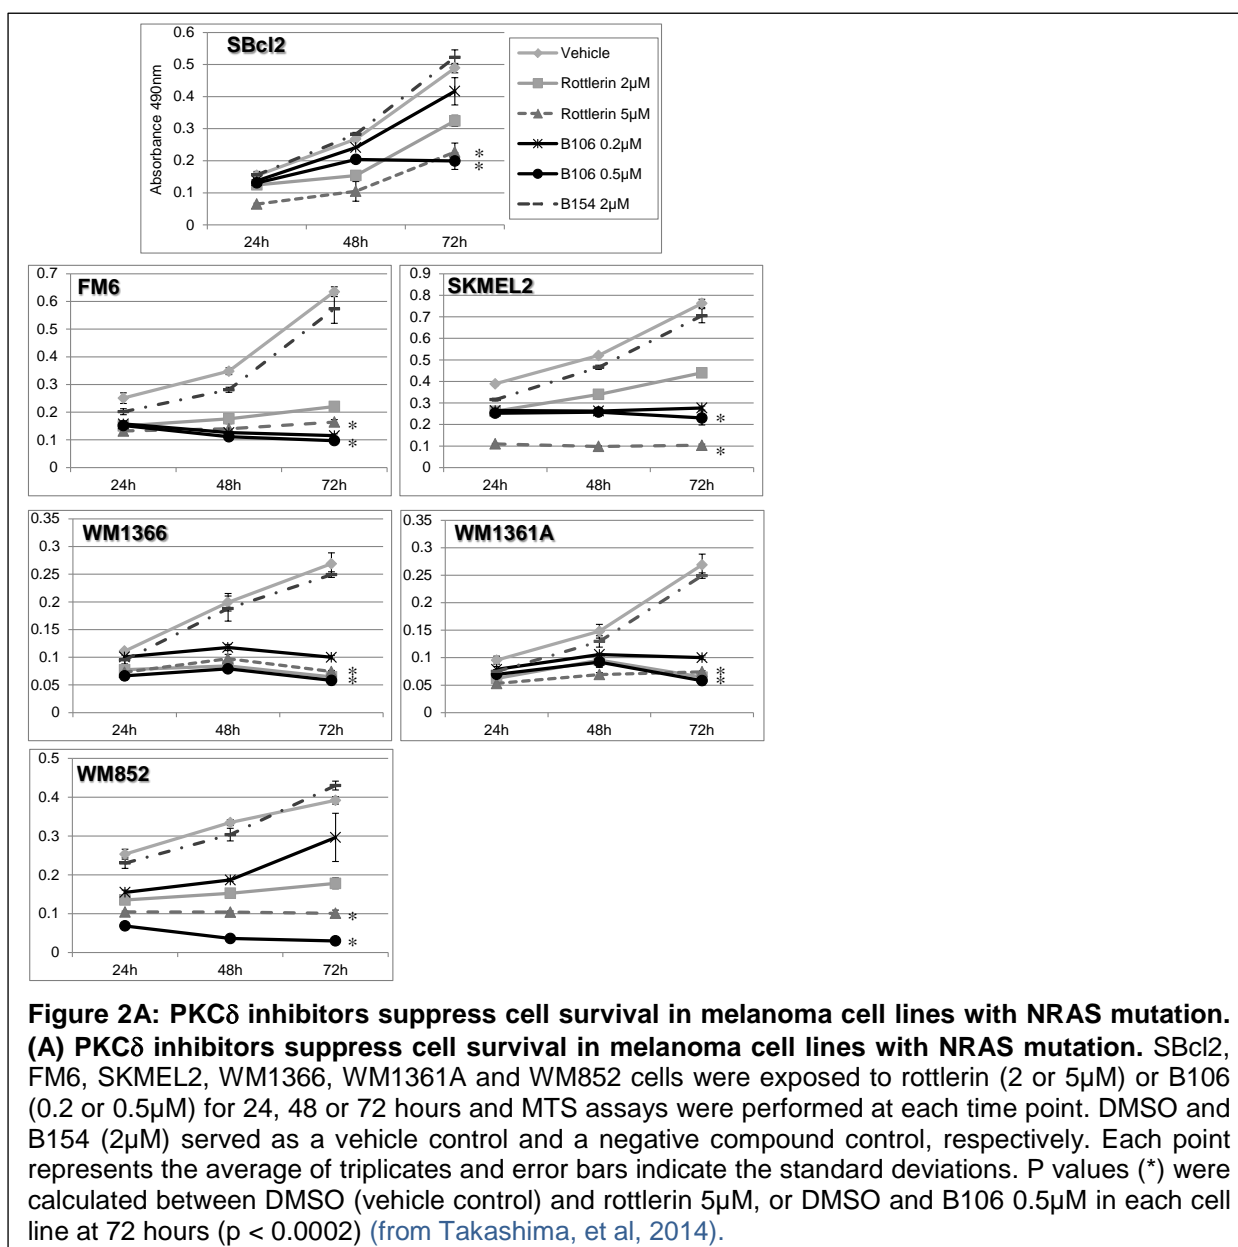 SBcl2
0.6
0.5
0.4
0.3
0.2
0.1
0
Absorbance 490nm
24h 48h 72h
Vehicle
Rottlerin 2µM
Rottlerin 5µM
B106 0.2µM
B106 0.5µM
B154 2µM
*
*
FM6
0.7
0.6
0.5
0.4
0.3
0.2
0.1
0
24h 48h 72h
*
*
SKMEL2
0.9
0.8
0.7
0.6
0.5
0.4
0.3
0.2
0.1
0
24h 48h 72h
*
*
WM1366
0.35
0.3
0.25
0.2
0.15
0.1
0.05
0
24h 48h 72h
*
*
WM1361A
0.35
0.3
0.25
0.2
0.15
0.1
0.05
0
24h 48h 72h
*
*
WM852
0.5
0.4
0.3
0.2
0.1
0
24h 48h 72h
*
*
Figure 2A: PKCδ inhibitors suppress cell survival in melanoma cell lines with NRAS mutation.
(A) PKCδ inhibitors suppress cell survival in melanoma cell lines with NRAS mutation. SBcl2,
FM6, SKMEL2, WM1366, WM1361A and WM852 cells were exposed to rottlerin (2 or 5µM) or B106
(0.2 or 0.5µM) for 24, 48 or 72 hours and MTS assays were performed at each time point. DMSO and
B154 (2µM) served as a vehicle control and a negative compound control, respectively. Each point
represents the average of triplicates and error bars indicate the standard deviations. P values (*) were
calculated between DMSO (vehicle control) and rottlerin 5µM, or DMSO and B106 0.5µM in each cell
line at 72 hours (p < 0.0002) (from Takashima, et al, 2014).